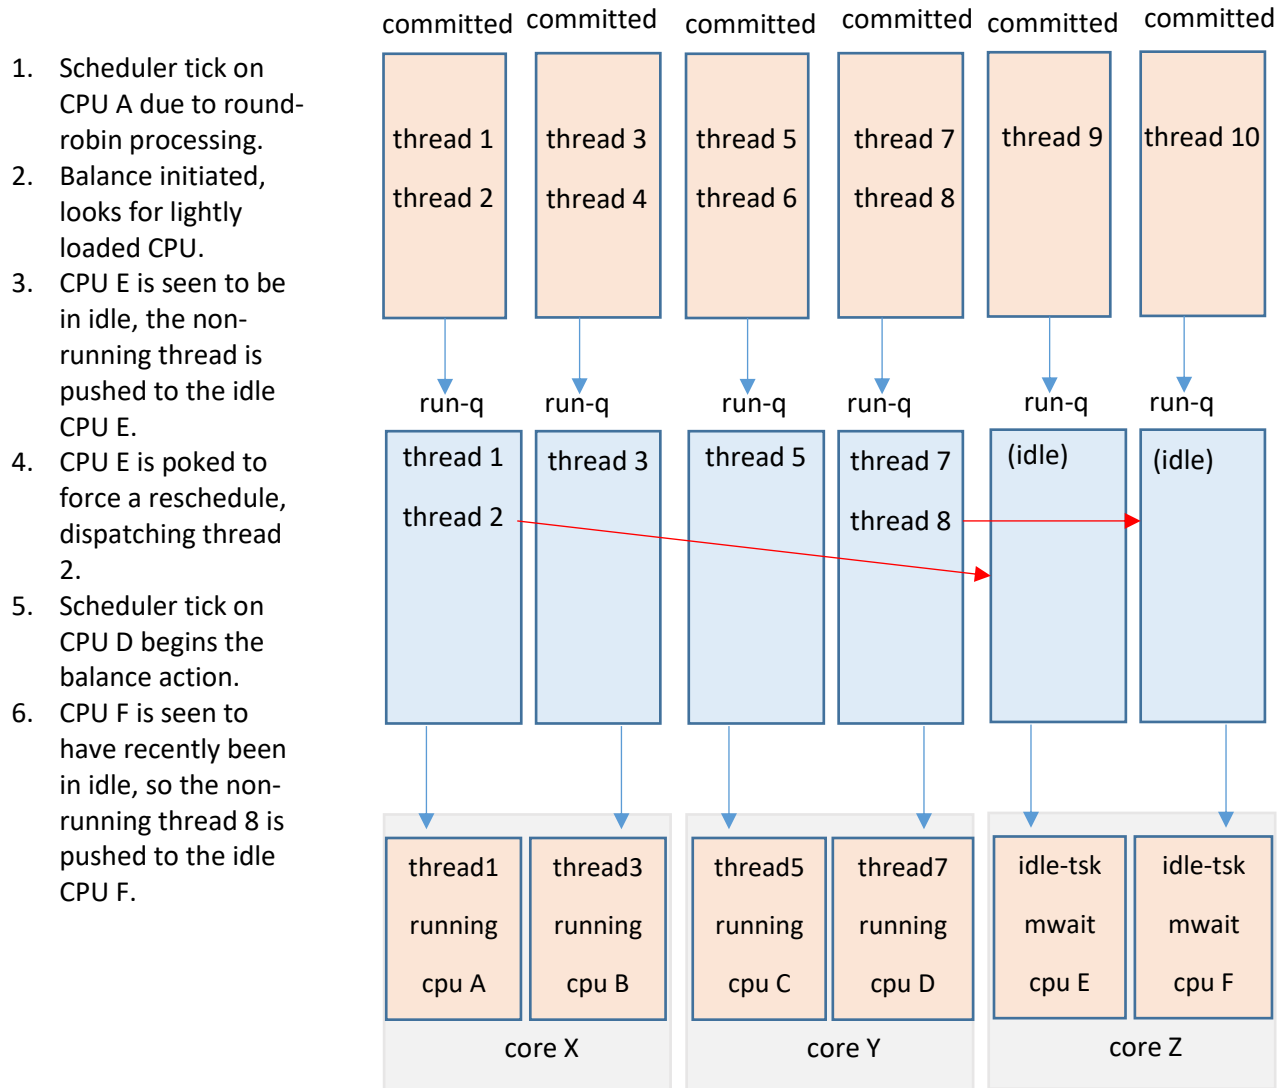 1. Scheduler tick on
CPU A due to round-
robin processing.
2. Balance initiated,
looks for lightly
loaded CPU.
3. CPU E is seen to be
in idle, the non-
running thread is
pushed to the idle
CPU E.
4. CPU E is poked to
force a reschedule,
dispatching thread
2.
5. Scheduler tick on
CPU D begins the
balance action.
6. CPU F is seen to
have recently been
in idle, so the non-
running thread 8 is
pushed to the idle
CPU F.
committed committed committed committed committed committed
thread 1 thread 3 thread 5 thread 7 thread 9 thread 10
thread 2 thread 4 thread 6 thread 8
run-q run-q run-q run-q run-q run-q
thread 1 thread 3 thread 5 thread 7 (idle) (idle)
thread 2 thread 8
thread1 thread3 thread5 thread7 idle-tsk idle-tsk
running running running running mwait mwait
cpu A cpu B cpu C cpu D cpu E cpu F
core X core Y core Z